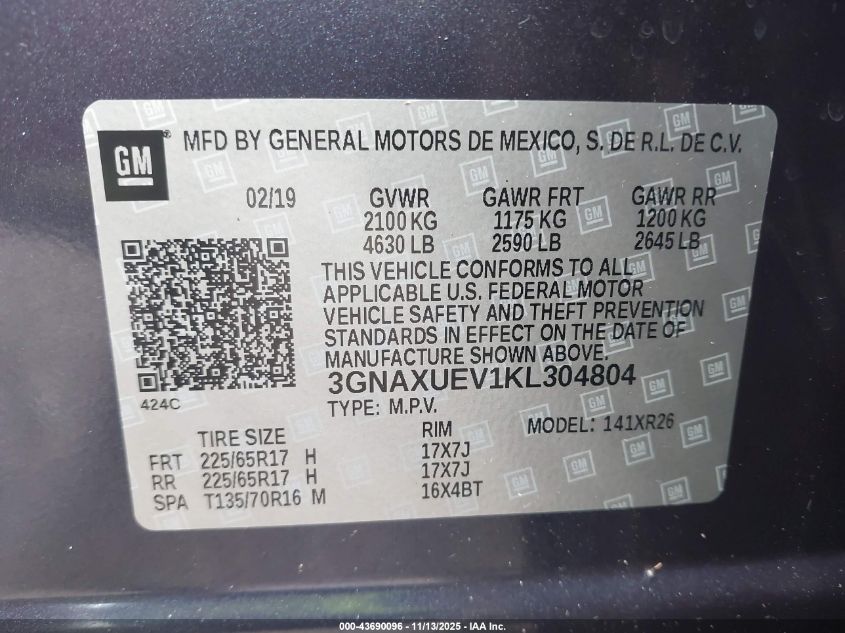 GM ® MFD BY GENERAL MOTORS DE MEXICO, S. DE R.L. DE C.V.
02/19 GVWR GAWR FRT GAWR RR
2100 KG 1175 KG 1200 KG
4630 LB 2590 LB 2645 LB
THIS VEHICLE CONFORMS TO ALL
APPLICABLE U.S. FEDERAL MOTOR
VEHICLE SAFETY AND THEFT PREVENTION
STANDARDS IN EFFECT ON THE DATE OF
MANUFACTURE SHOWN ABOVE.
3GNAXUEV1KL304804
424C
TYPE: M.P.V.
MODEL: 141XR26
TIRE SIZE RIM
FRT 225/65R17 H 17X7J
RR 225/65R17 H 17X7J
SPA T135/70R16 M 16X4BT
000-43690096 - 11/13/2025 - IAA Inc.